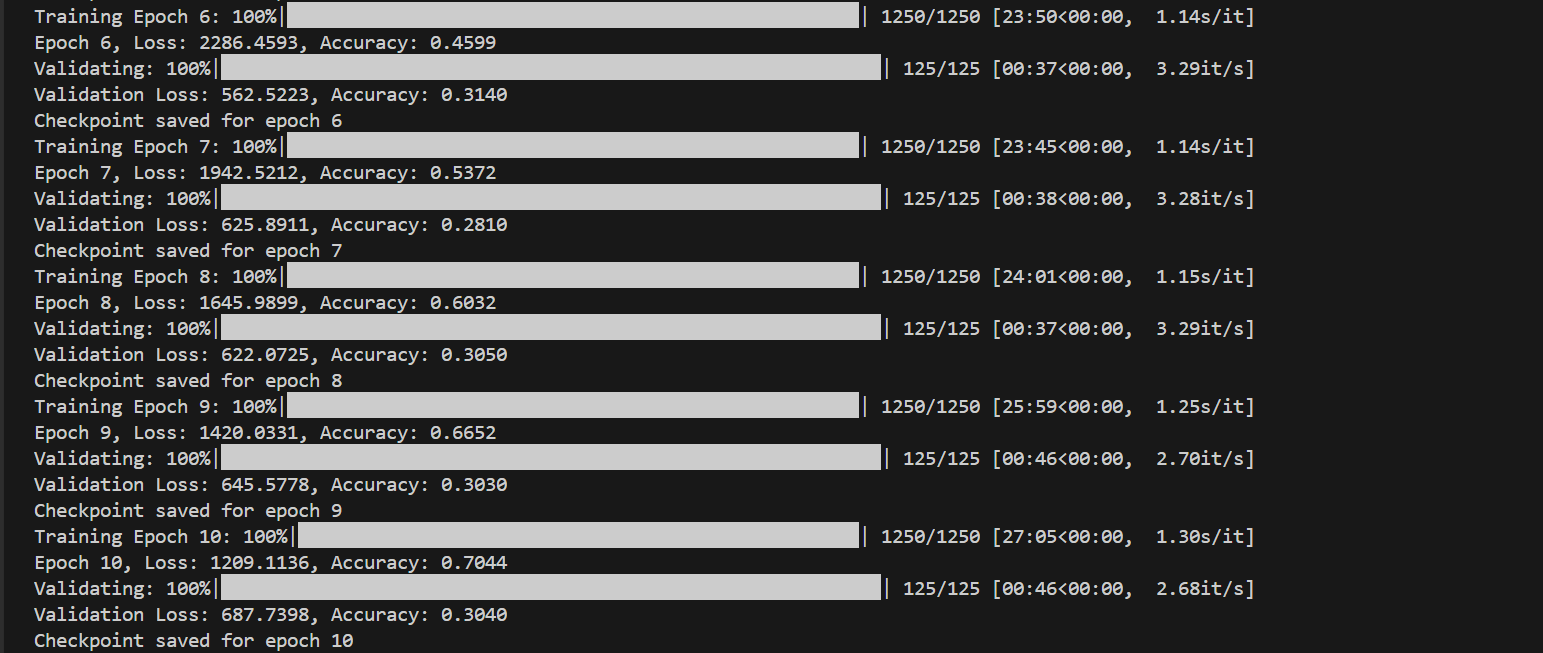 Training Epoch 6: 100%|██████████| 1250/1250 [23:50<00:00,  1.14s/it]
Epoch 6, Loss: 2286.4593, Accuracy: 0.4599
Validating: 100%|██████████| 125/125 [00:37<00:00,  3.29it/s]
Validation Loss: 562.5223, Accuracy: 0.3140
Checkpoint saved for epoch 6
Training Epoch 7: 100%|██████████| 1250/1250 [23:45<00:00,  1.14s/it]
Epoch 7, Loss: 1942.5212, Accuracy: 0.5372
Validating: 100%|██████████| 125/125 [00:38<00:00,  3.28it/s]
Validation Loss: 625.8911, Accuracy: 0.2810
Checkpoint saved for epoch 7
Training Epoch 8: 100%|██████████| 1250/1250 [24:01<00:00,  1.15s/it]
Epoch 8, Loss: 1645.9899, Accuracy: 0.6032
Validating: 100%|██████████| 125/125 [00:37<00:00,  3.29it/s]
Validation Loss: 622.0725, Accuracy: 0.3050
Checkpoint saved for epoch 8
Training Epoch 9: 100%|██████████| 1250/1250 [25:59<00:00,  1.25s/it]
Epoch 9, Loss: 1420.0331, Accuracy: 0.6652
Validating: 100%|██████████| 125/125 [00:46<00:00,  2.70it/s]
Validation Loss: 645.5778, Accuracy: 0.3030
Checkpoint saved for epoch 9
Training Epoch 10: 100%|██████████| 1250/1250 [27:05<00:00,  1.30s/it]
Epoch 10, Loss: 1209.1136, Accuracy: 0.7044
Validating: 100%|██████████| 125/125 [00:46<00:00,  2.68it/s]
Validation Loss: 687.7398, Accuracy: 0.3040
Checkpoint saved for epoch 10